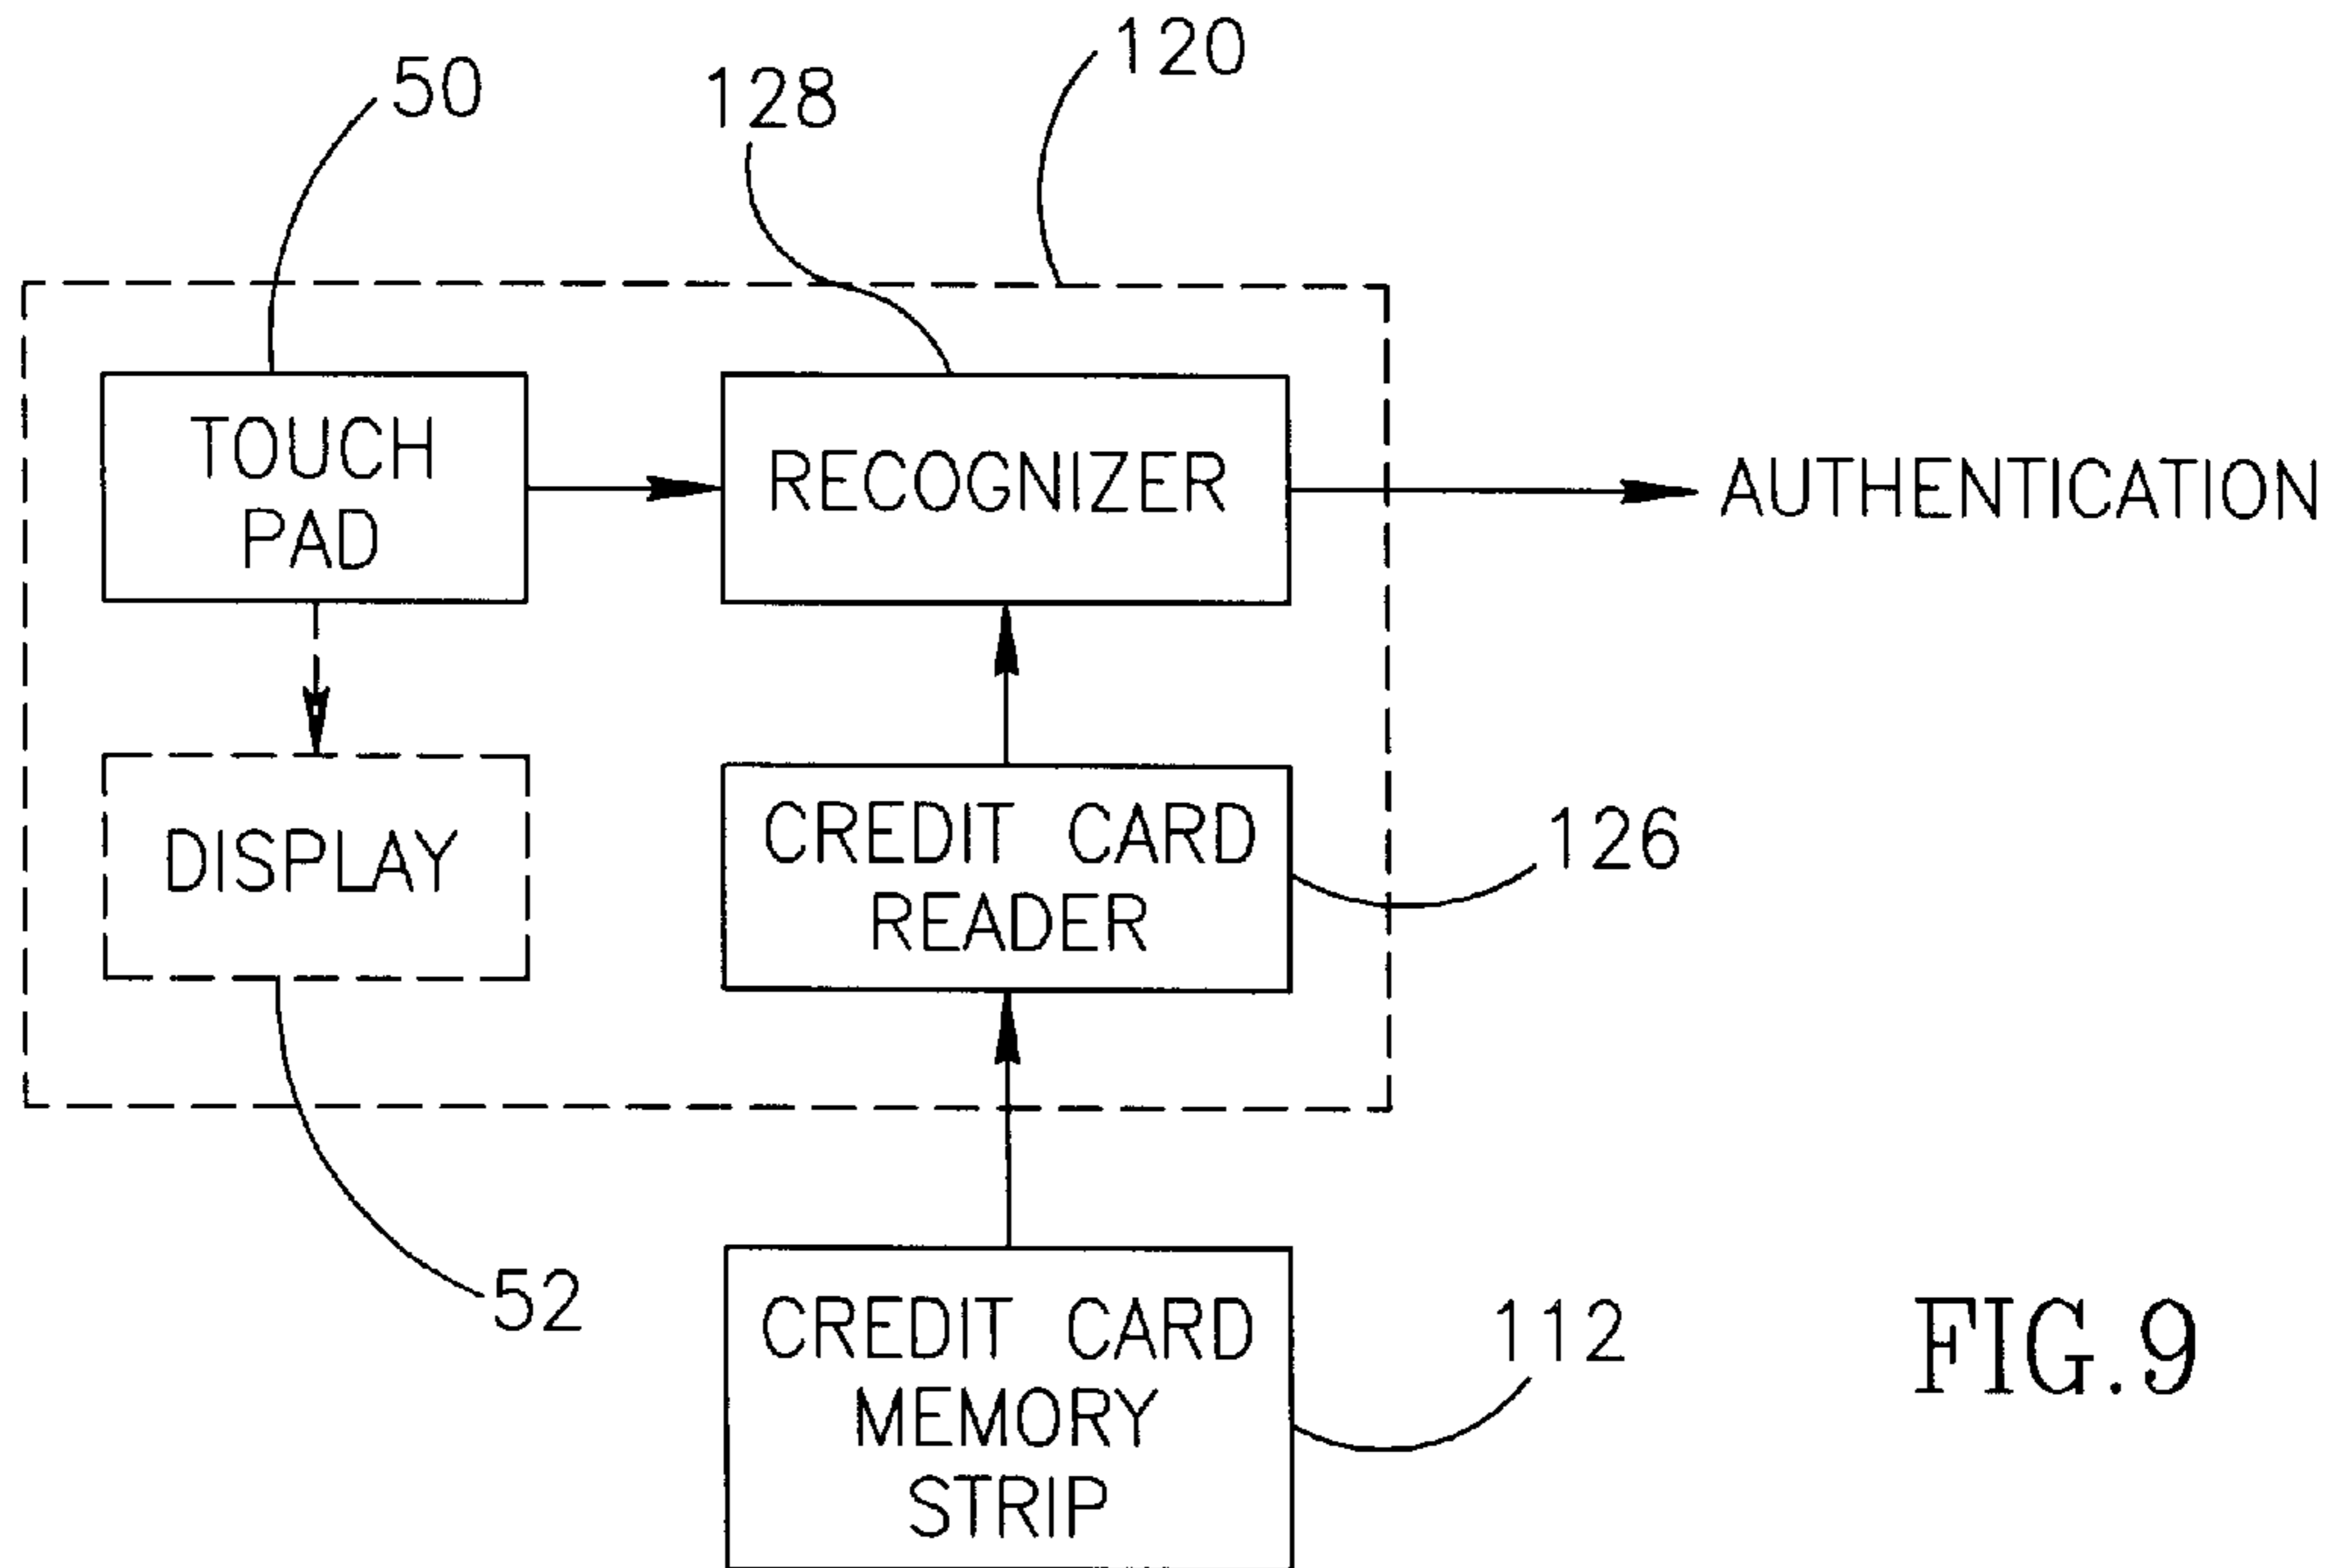 120
50
128
TOUCH
PAD
RECOGNIZER
AUTHENTICATION
DISPLAY
CREDIT CARD
READER
126
52
CREDIT CARD
MEMORY
STRIP
112
FIG.9